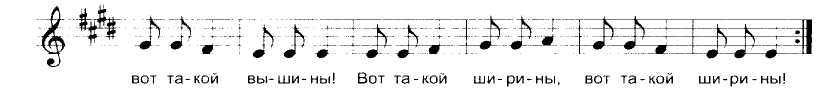 вот та-кой вы-ши-ны! Вот та-кой ши-ри-ны, вот та-кой ши-ри-ны!